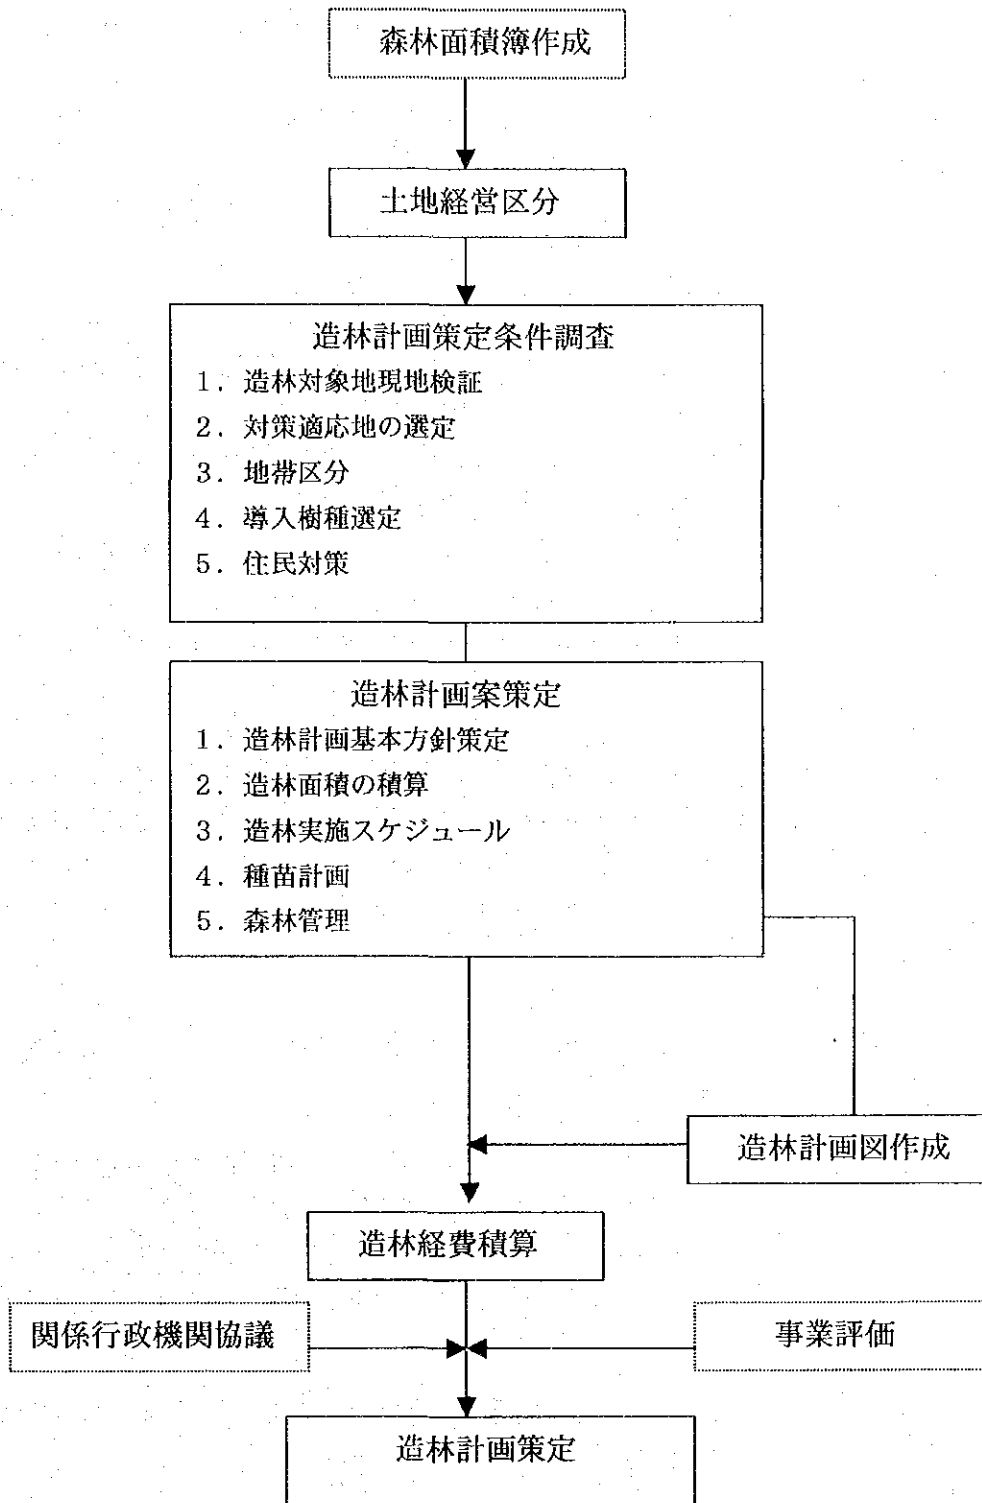 森林面積簿作成
土地経営区分
造林計画策定条件調査
1. 造林対象地現地検証
2. 対策適応地の選定
3. 地帯区分
4. 導入樹種選定
5. 住民対策
造林計画案策定
1. 造林計画基本方針策定
2. 造林面積の積算
3. 造林実施スケジュール
4. 種苗計画
5. 森林管理
造林計画図作成
造林経費積算
関係行政機関協議
事業評価
造林計画策定